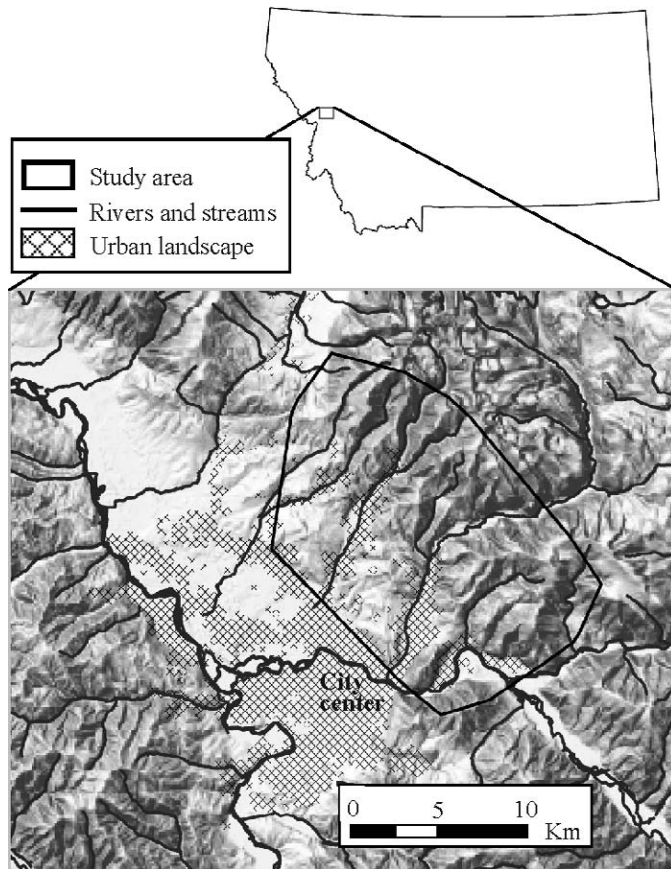 Study area
Rivers and streams
Urban landscape
City
center
0 5 10
Km